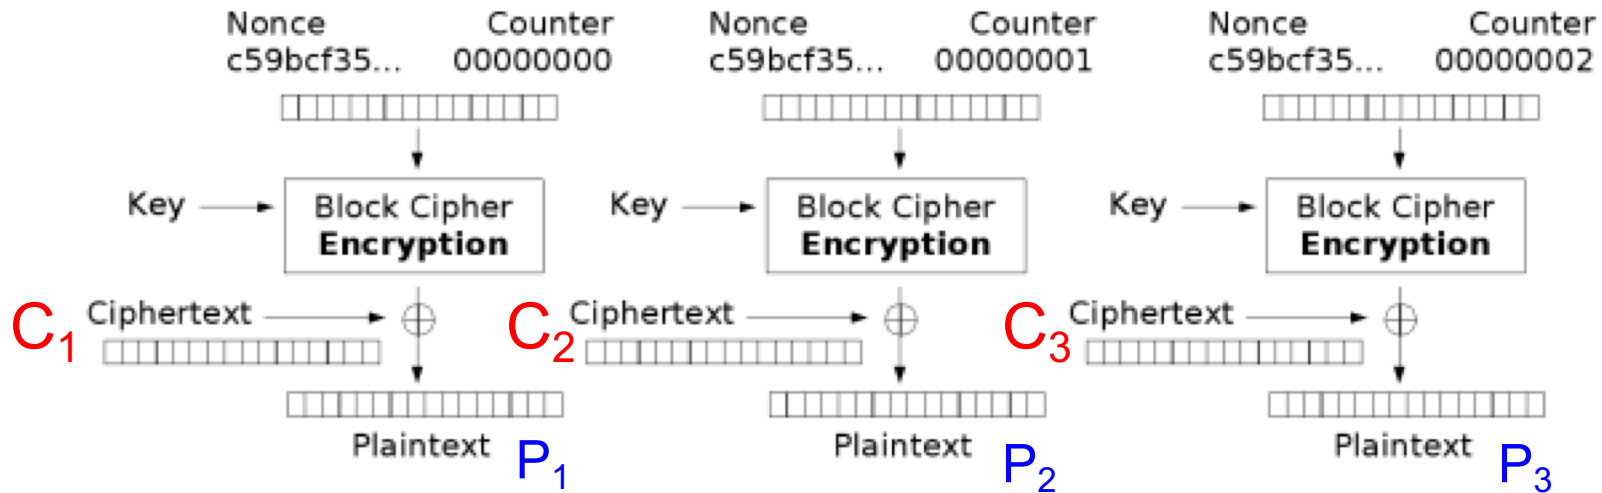 Nonce Counter Nonce Counter Nonce Counter
c59bcf35... 00000000 c59bcf35... 00000001 c59bcf35... 00000002
Key Block Cipher Key Block Cipher Key Block Cipher
Encryption Encryption Encryption
C1 Ciphertext C2 Ciphertext C3 Ciphertext
Plaintext P1 Plaintext P2 Plaintext P3